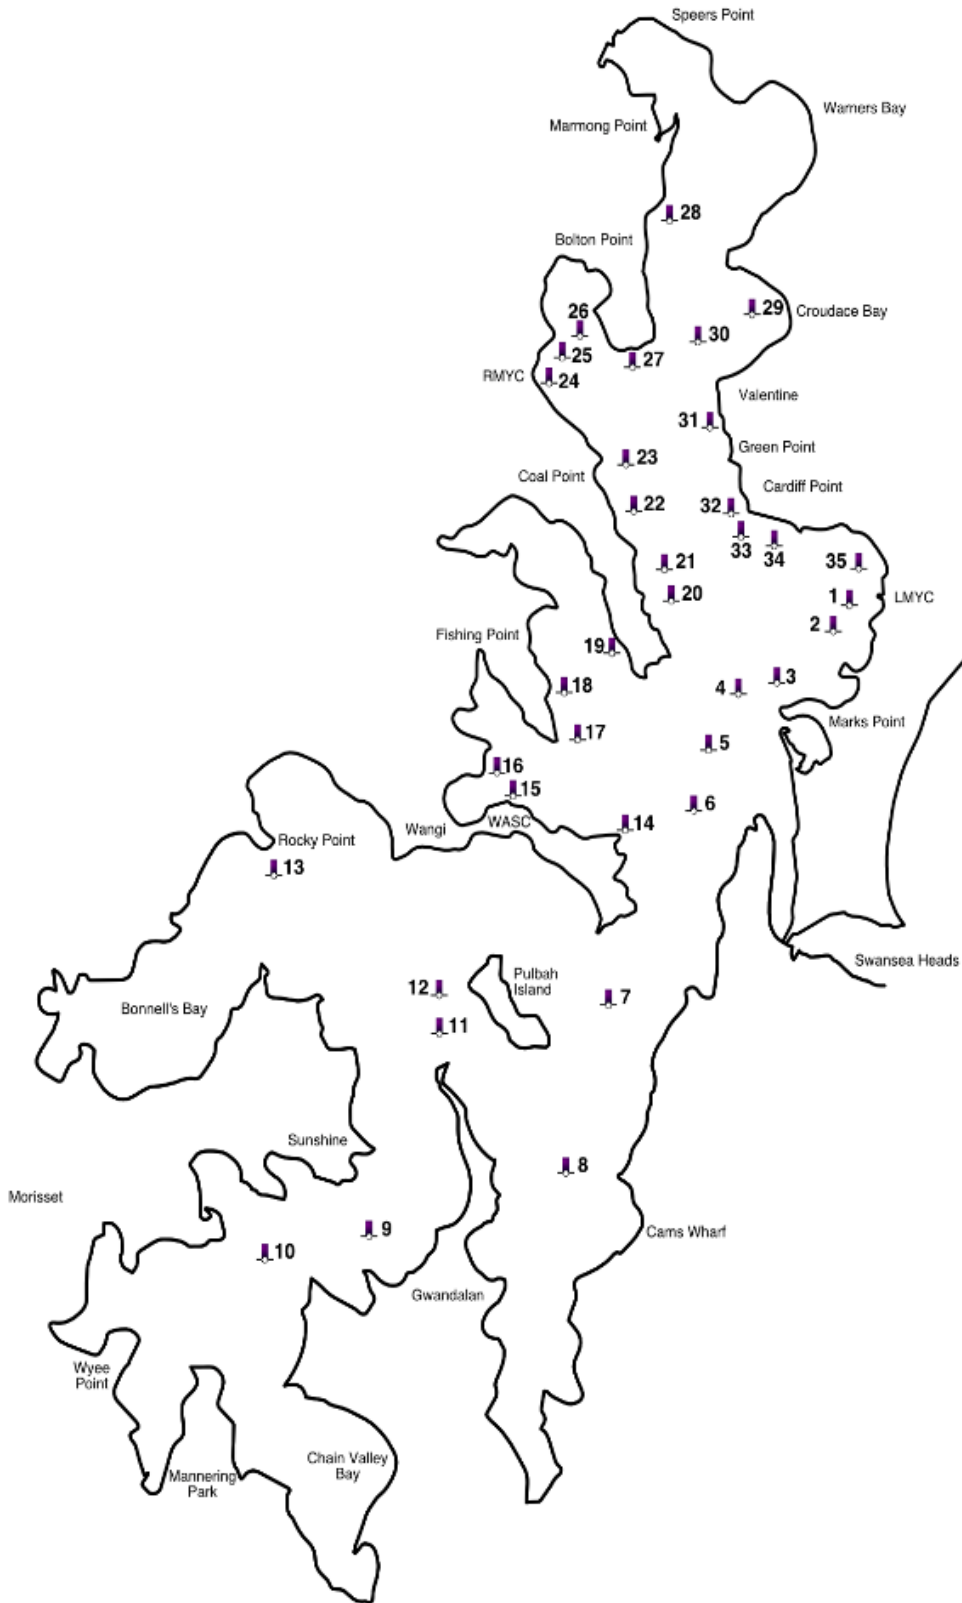 Speers Point
Warners Bay
Marmong Point
28
Bolton Point
29
Croudace Bay
26
30
25
27
RMYC
24
Valentine
31
Green Point
23
Coal Point
Cardiff Point
22
32
33
34
35
21
20
1
LMYC
2
Fishing Point
19
3
18
4
Marks Point
17
5
16
15
6
WASC
14
Wangi
Rocky Point
13
Swansea Heads
Pulbah
Island
12
7
Bonnell's Bay
11
Sunshine
8
Morisset
9
Cams Wharf
10
Gwandalan
Wyee
Point
Chain Valley
Bay
Mannering
Park